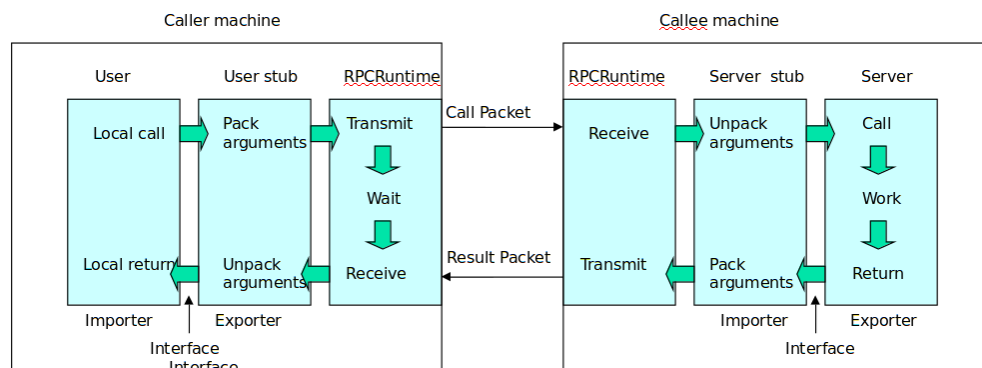 Caller machine
Callee machine
User
User stub
RPCRuntime
RPCRuntime
Server stub
Server
Local call
Pack
arguments
Transmit
Call Packet
Receive
Unpack
arguments
Call
Wait
Work
Local return
Unpack
arguments
Receive
Result Packet
Transmit
Pack
arguments
Return
Importer
Exporter
Importer
Exporter
Interface
Interface
Interface